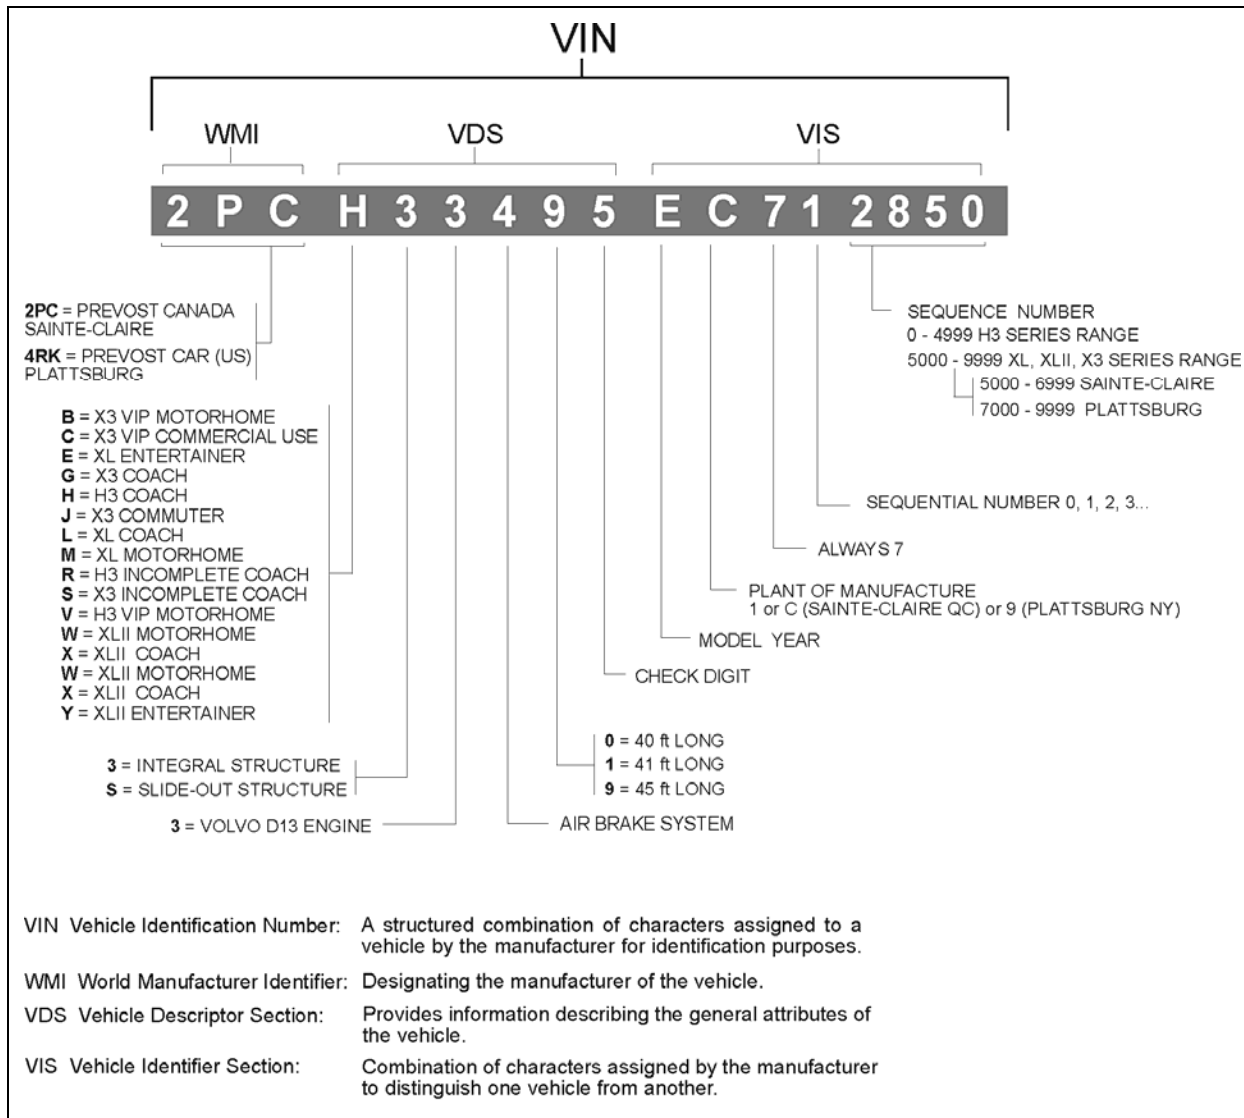 VIN
WMI VDS VIS
2 P C H 3 3 4 9 5 E C 7 1 2 8 5 0
2PC = PREVOST CANADA
SAINTE-CLAIRE
4RK = PREVOST CAR (US)
PLATTSBURG
SEQUENCE NUMBER
0 - 4999 H3 SERIES RANGE
5000 - 9999 XL, XLII, X3 SERIES RANGE
5000 - 6999 SAINTE-CLAIRE
7000 - 9999 PLATTSBURG
B = X3 VIP MOTORHOME
C = X3 VIP COMMERCIAL USE
E = XL ENTERTAINER
G = X3 COACH
H = H3 COACH
J = X3 COMMUTER
L = XL COACH
M = XL MOTORHOME
R = H3 INCOMPLETE COACH
S = X3 INCOMPLETE COACH
V = H3 VIP MOTORHOME
W = XLII MOTORHOME
X = XLII COACH
W = XLII MOTORHOME
X = XLII COACH
Y = XLII ENTERTAINER
SEQUENTIAL NUMBER 0, 1, 2, 3...
ALWAYS 7
PLANT OF MANUFACTURE
1 or C (SAINTE-CLAIRE QC) or 9 (PLATTSBURG NY)
MODEL YEAR
CHECK DIGIT
0 = 40 ft LONG
1 = 41 ft LONG
9 = 45 ft LONG
3 = INTEGRAL STRUCTURE
S = SLIDE-OUT STRUCTURE
3 = VOLVO D13 ENGINE
AIR BRAKE SYSTEM
VIN Vehicle Identification Number: A structured combination of characters assigned to a
vehicle by the manufacturer for identification purposes.
WMI World Manufacturer Identifier: Designating the manufacturer of the vehicle.
VDS Vehicle Descriptor Section: Provides information describing the general attributes of
the vehicle.
VIS Vehicle Identifier Section: Combination of characters assigned by the manufacturer
to distinguish one vehicle from another.